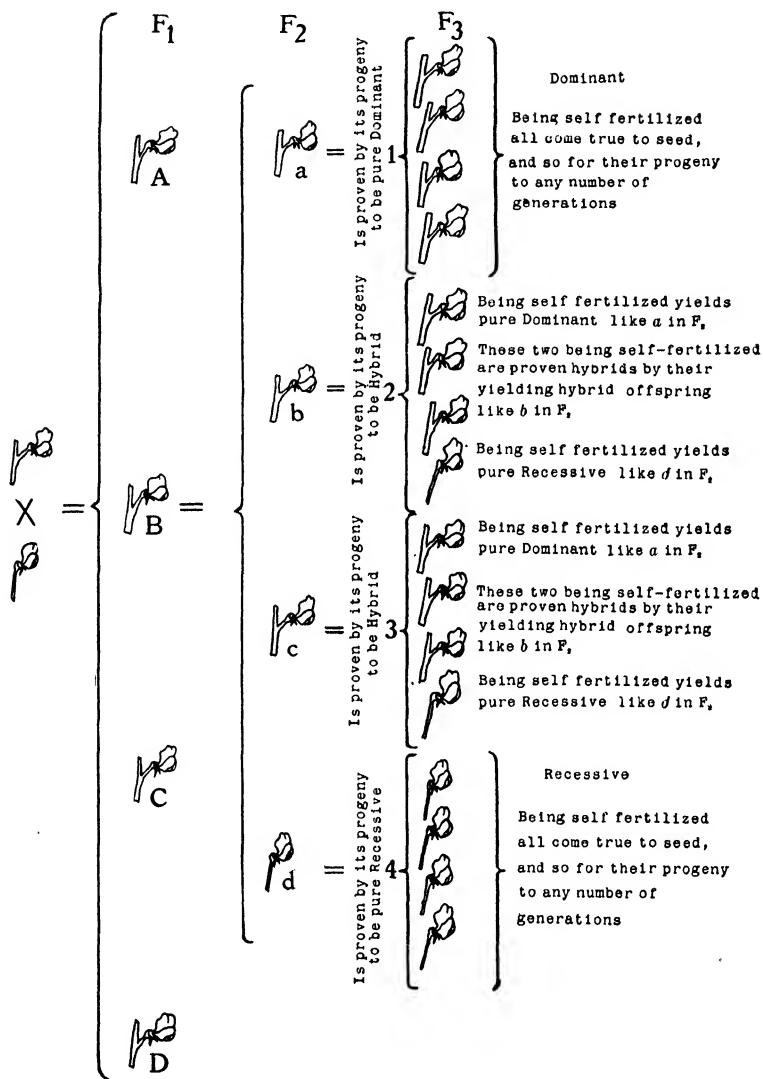 F₁
F₂
F₃
A
B
C
D
X
=
=
a
=
Is proven by its progeny
to be pure Dominant
1
Dominant
Being self fertilized
all come true to seed,
and so for their progeny
to any number of
generations
b
=
Is proven by its progeny
to be Hybrid
2
Being self fertilized yields
pure Dominant like a in F₂
These two being self-fertilized
are proven hybrids by their
yielding hybrid offspring
like b in F₂
Being self fertilized yields
pure Recessive like d in F₂
c
=
Is proven by its progeny
to be Hybrid
3
Being self fertilized yields
pure Dominant like a in F₂
These two being self-fertilized
are proven hybrids by their
yielding hybrid offspring
like b in F₂
Being self fertilized yields
pure Recessive like d in F₂
d
=
Is proven by its progeny
to be pure Recessive
4
Recessive
Being self fertilized
all come true to seed,
and so for their progeny
to any number of
generations